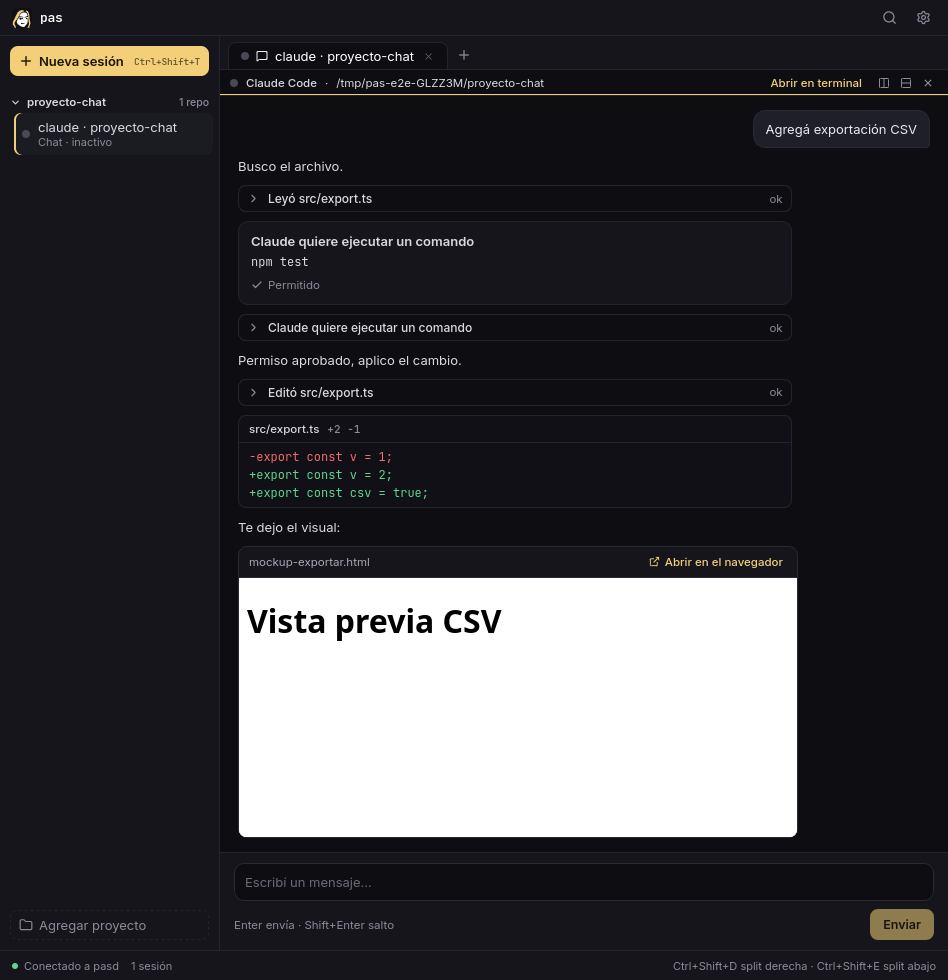 pas
Nueva sesión Ctrl+Shift+T
proyecto-chat 1 repo
claude · proyecto-chat
Chat · inactivo
Agregar proyecto
claude · proyecto-chat
Claude Code · /tmp/pas-e2e-GLZZ3M/proyecto-chat Abrir en terminal
Agregá exportación CSV
Busco el archivo.
Leyó src/export.ts ok
Claude quiere ejecutar un comando
npm test
Permitido
Claude quiere ejecutar un comando ok
Permiso aprobado, aplico el cambio.
Editó src/export.ts ok
src/export.ts +2 -1
-export const v = 1;
+export const v = 2;
+export const csv = true;
Te dejo el visual:
mockup-exportar.html Abrir en el navegador
Vista previa CSV
Escribí un mensaje...
Enter envía · Shift+Enter salto Enviar
Conectado a pasd 1 sesión Ctrl+Shift+D split derecha · Ctrl+Shift+E split abajo